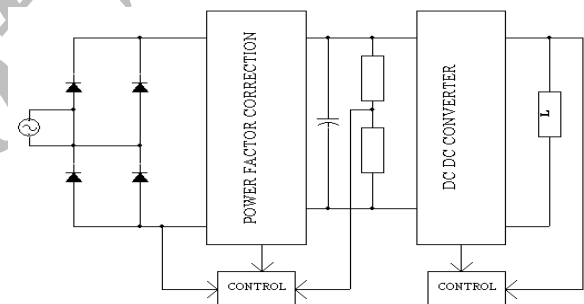 POWER FACTOR CORRECTION
DC DC CONVERTER
L
CONTROL
CONTROL